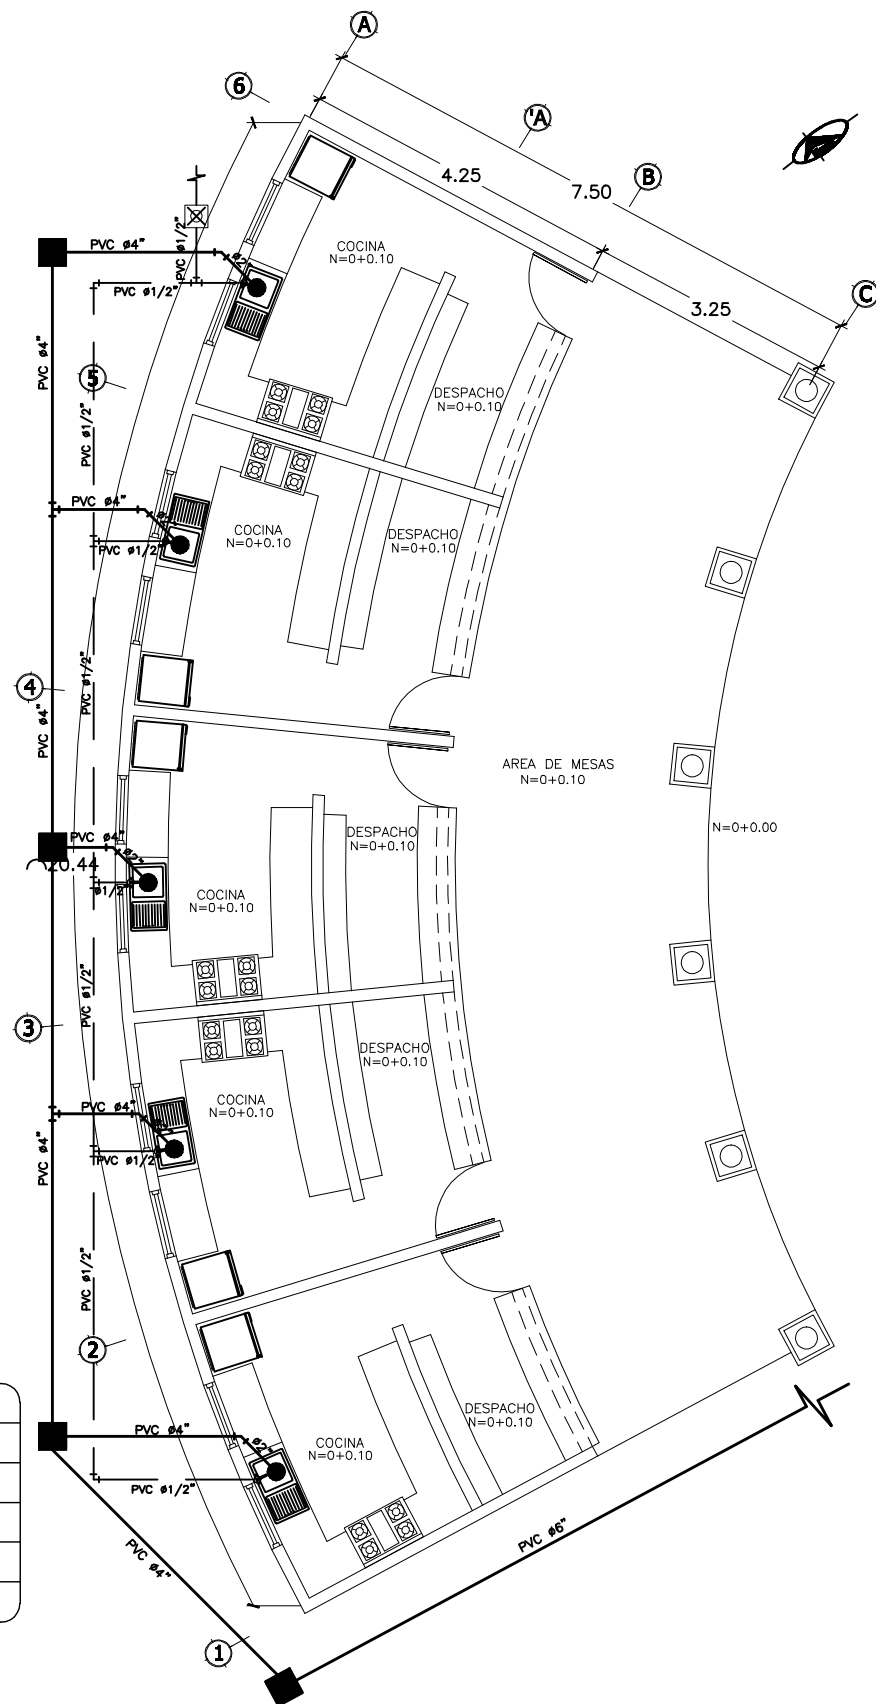 A
6
'A
4.25
7.50
B
C
3.25
PVC ø4"
PVC ø1/2"
ø2"
PVC ø1/2"
COCINA
N=0+0.10
DESPACHO
N=0+0.10
PVC ø4"
5
PVC ø1/2"
PVC ø4"
PVC ø1/2"
COCINA
N=0+0.10
DESPACHO
N=0+0.10
4
PVC ø1/2"
PVC ø4"
AREA DE MESAS
N=0+0.10
N=0+0.00
PVC ø4"
ø2"
20.44
ø1/2"
DESPACHO
N=0+0.10
COCINA
N=0+0.10
PVC ø1/2"
3
DESPACHO
N=0+0.10
COCINA
N=0+0.10
PVC ø4"
PVC ø4"
PVC ø1/2"
PVC ø1/2"
2
DESPACHO
N=0+0.10
COCINA
N=0+0.10
PVC ø4"
ø2"
PVC ø1/2"
PVC ø4"
PVC ø6"
1